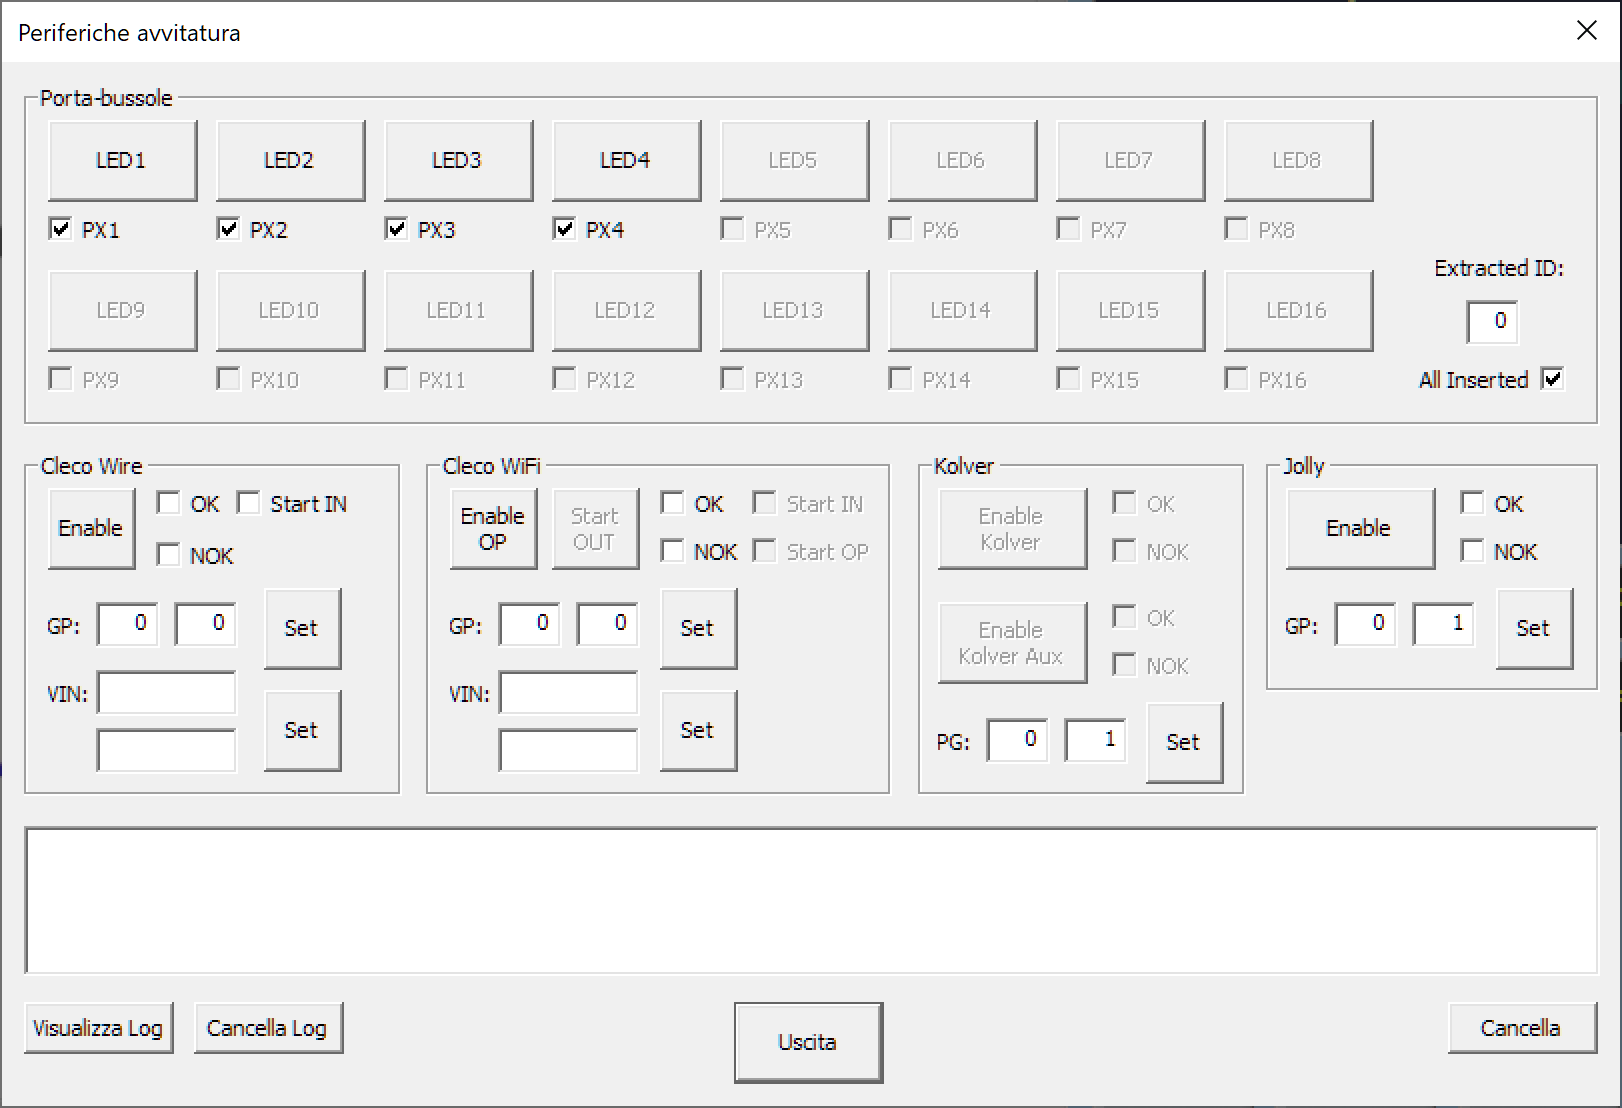 Periferiche avvitatura
Porta-bussole
LED1 LED2 LED3 LED4 LED5 LED6 LED7 LED8
PX1 PX2 PX3 PX4 PX5 PX6 PX7 PX8
Extracted ID:
LED9 LED10 LED11 LED12 LED13 LED14 LED15 LED16
0
PX9 PX10 PX11 PX12 PX13 PX14 PX15 PX16
All Inserted
Cleco Wire
Enable
OK Start IN
NOK
GP: 0 0 Set
VIN:
Set
Cleco WiFi
Enable
OP
Start
OUT
OK Start IN
NOK Start OP
GP: 0 0 Set
VIN:
Set
Kolver
Enable
Kolver
OK
NOK
Enable
Kolver Aux
OK
NOK
PG: 0 1 Set
Jolly
Enable
OK
NOK
GP: 0 1 Set
Visualizza Log
Cancella Log
Uscita
Cancella